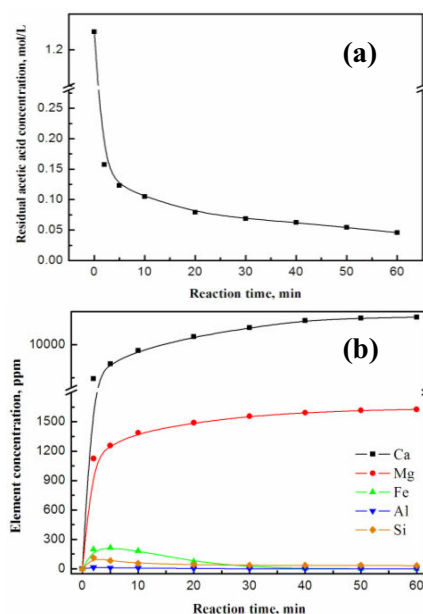 (a)
Residual acetic acid concentration, mol/L
1.2
0.25
0.20
0.15
0.10
0.05
0.00
0 10 20 30 40 50 60
Reaction time, min
(b)
Element concentration, ppm
10000
1500
1200
900
600
300
0
Ca
Mg
Fe
Al
Si
0 10 20 30 40 50 60
Reaction time, min